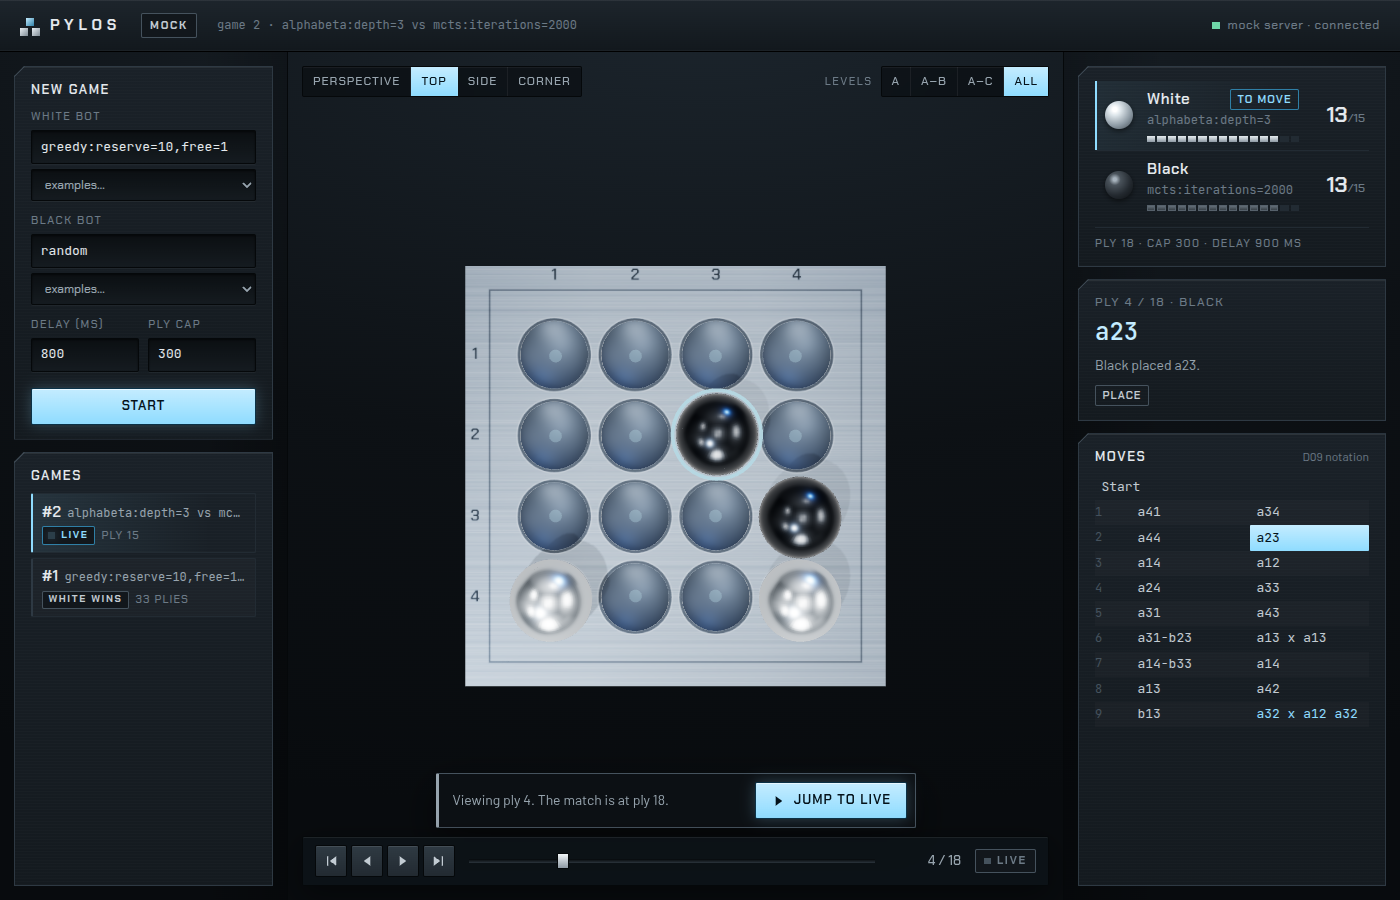 PYLOS
MOCK
game 2 · alphabeta:depth=3 vs mcts:iterations=2000
mock server · connected
NEW GAME
WHITE BOT
greedy:reserve=10,free=1
examples...
BLACK BOT
random
examples...
DELAY (MS) PLY CAP
800 300
START
GAMES
#2 alphabeta:depth=3 vs mc…
LIVE PLY 15
#1 greedy:reserve=10,free=1…
WHITE WINS 33 PLIES
PERSPECTIVE TOP SIDE CORNER
LEVELS A A–B A–C ALL
1 2 3 4
1
2
3
4
Viewing ply 4. The match is at ply 18.
JUMP TO LIVE
4 / 18
LIVE
White TO MOVE
alphabeta:depth=3
13/15
Black
mcts:iterations=2000
13/15
PLY 18 · CAP 300 · DELAY 900 MS
PLY 4 / 18 · BLACK
a23
Black placed a23.
PLACE
MOVES D09 notation
Start
1 a41 a34
2 a44 a23
3 a14 a12
4 a24 a33
5 a31 a43
6 a31-b23 a13 x a13
7 a14-b33 a14
8 a13 a42
9 b13 a32 x a12 a32